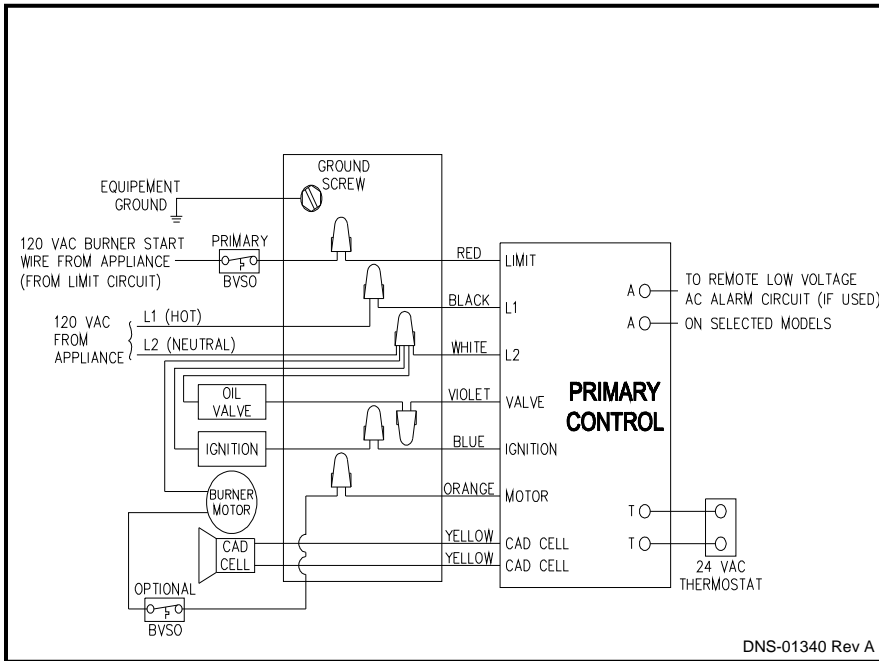 GROUND
SCREW
EQUIPEMENT
GROUND
120 VAC BURNER START
WIRE FROM APPLIANCE
(FROM LIMIT CIRCUIT)
PRIMARY
BVSO
RED
LIMIT
BLACK
L1
120 VAC
FROM
APPLIANCE
L1 (HOT)
L2 (NEUTRAL)
WHITE
L2
OIL
VALVE
VIOLET
VALVE
IGNITION
BLUE
IGNITION
BURNER
MOTOR
ORANGE
MOTOR
CAD
CELL
YELLOW
CAD CELL
YELLOW
CAD CELL
OPTIONAL
BVSO
PRIMARY
CONTROL
A
TO REMOTE LOW VOLTAGE
AC ALARM CIRCUIT (IF USED)
A
ON SELECTED MODELS
T
T
24 VAC
THERMOSTAT
DNS-01340 Rev A